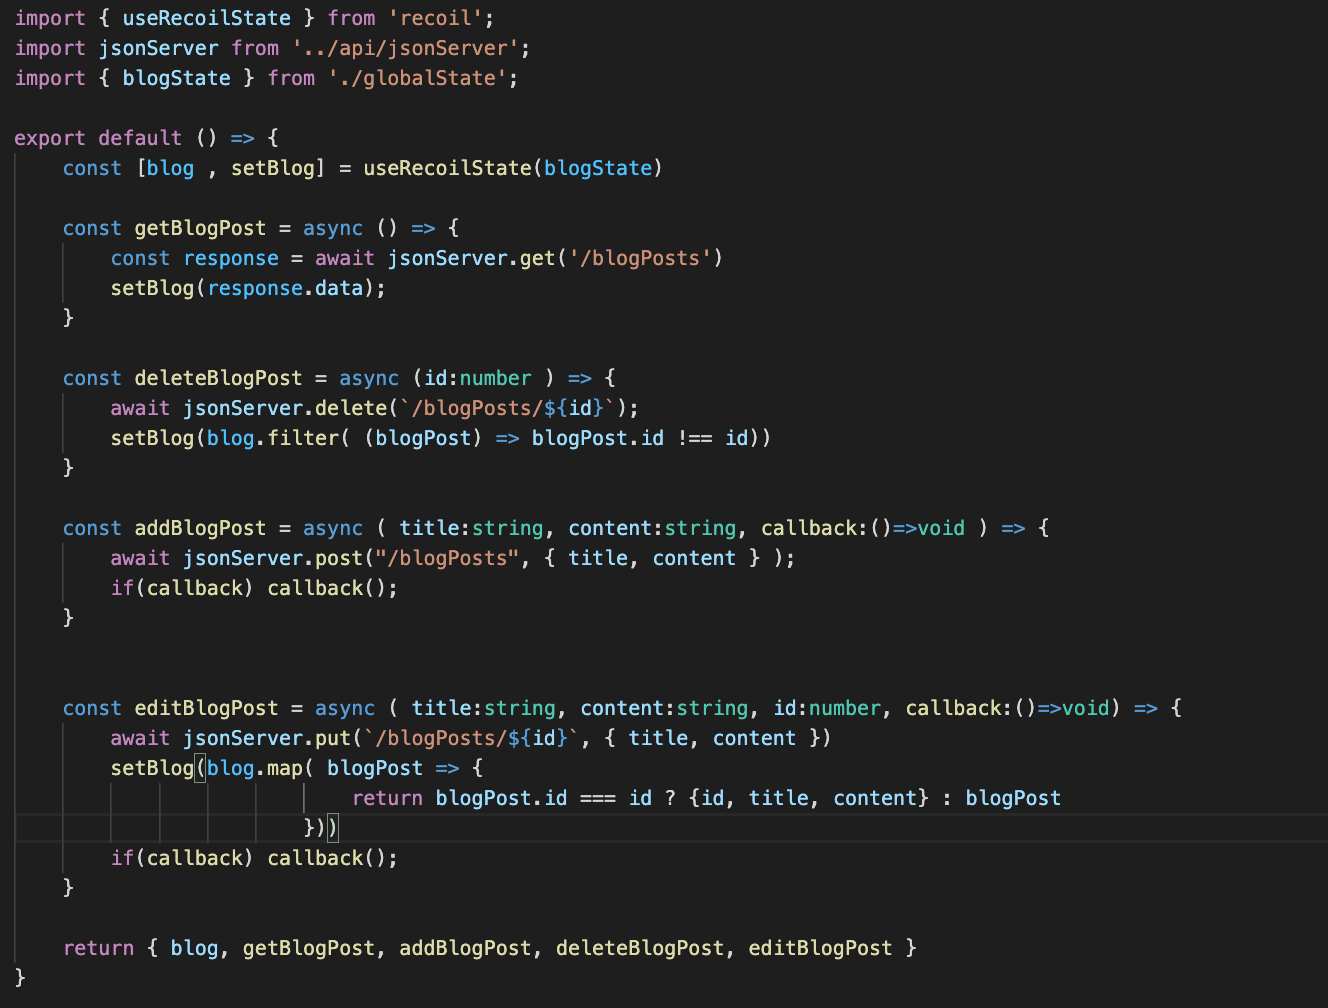 import { useRecoilState } from 'recoil';
import jsonServer from '../api/jsonServer';
import { blogState } from './globalState';
export default () => {
const [blog , setBlog] = useRecoilState(blogState)
const getBlogPost = async () => {
const response = await jsonServer.get('/blogPosts')
setBlog(response.data);
}
const deleteBlogPost = async (id:number ) => {
await jsonServer.delete(`/blogPosts/${id}`);
setBlog(blog.filter( (blogPost) => blogPost.id !== id))
}
const addBlogPost = async ( title:string, content:string, callback:()=>void ) => {
await jsonServer.post("/blogPosts", { title, content } );
if(callback) callback();
}
const editBlogPost = async ( title:string, content:string, id:number, callback:()=>void) => {
await jsonServer.put(`/blogPosts/${id}`, { title, content })
setBlog(blog.map( blogPost => {
return blogPost.id === id ? {id, title, content} : blogPost
}))
if(callback) callback();
}
return { blog, getBlogPost, addBlogPost, deleteBlogPost, editBlogPost }
}